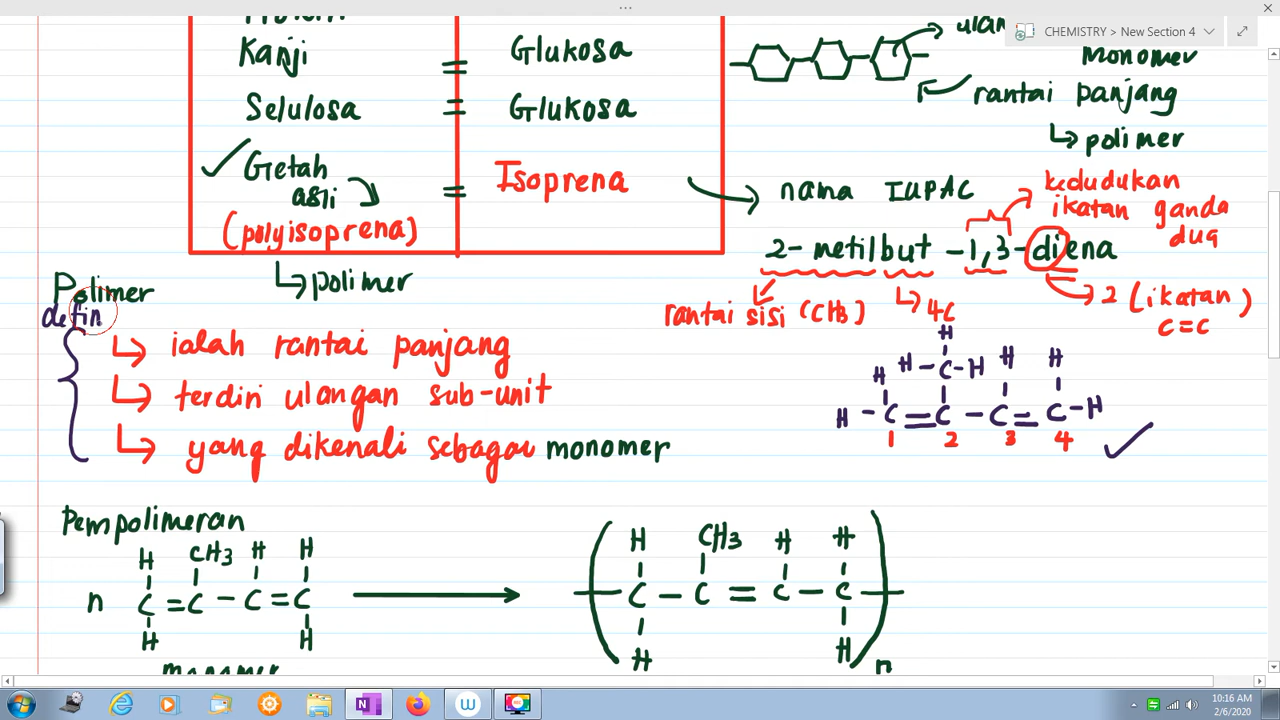 CHEMISTRY > New Section 4
Kanji = Glukosa
Monomer
rantai panjang
Selulosa = Glukosa
↳ polimer
✓ Getah asli = Isoprena
(polyisoprena)
↳ polimer
nama IUPAC
kedudukan
ikatan ganda
dua
2-metilbut -1,3-diena
rantai sisi (CH3)
↳ 4C
2 (ikatan
C=C
Polimer
defin
↳ ialah rantai panjang
↳ terdiri ulangan sub-unit
↳ yang dikenali sebagai monomer
H
H - C - H H H
H
H - C = C - C = C - H
1 2 3 4
Pempolimeran
H CH3 H H
n C = C - C = C
H H
monomer
H CH3 H H
C - C = C - C
H H n
10:16 AM
2/6/2020